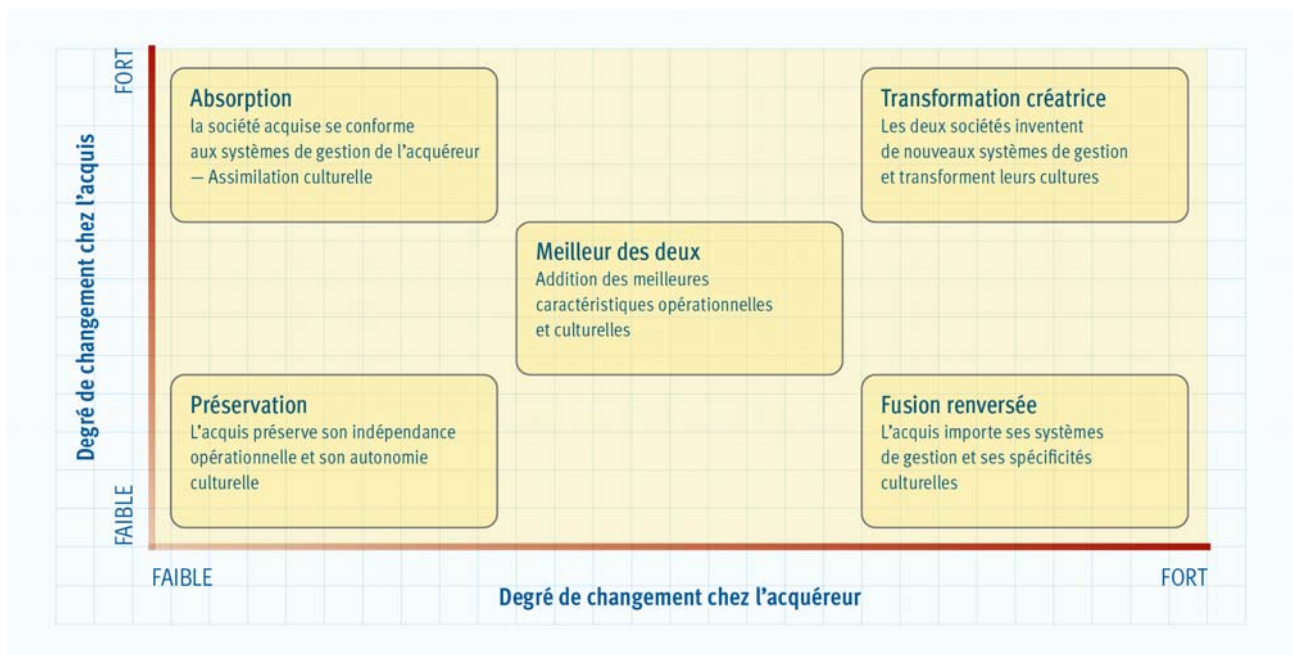 FORT
Degré de changement chez l'acquis
FAIBLE
Absorption
la société acquise se conforme
aux systèmes de gestion de l'acquéreur
— Assimilation culturelle
Transformation créatrice
Les deux sociétés inventent
de nouveaux systèmes de gestion
et transforment leurs cultures
Meilleur des deux
Addition des meilleures
caractéristiques opérationnelles
et culturelles
Préservation
L'acquis préserve son indépendance
opérationnelle et son autonomie
culturelle
Fusion renversée
L'acquis importe ses systèmes
de gestion et ses spécificités
culturelles
FAIBLE
FORT
Degré de changement chez l'acquéreur